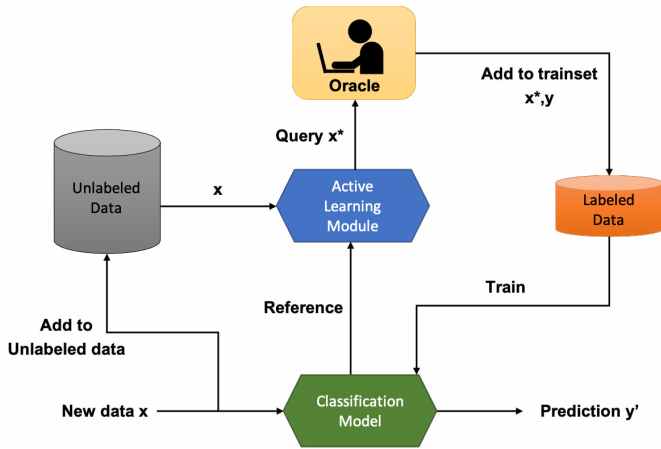 Oracle
Add to trainset
x*,y
Query x*
Unlabeled
Data
x
Active
Learning
Module
Labeled
Data
Reference
Train
Add to
Unlabeled data
New data x
Classification
Model
Prediction y’